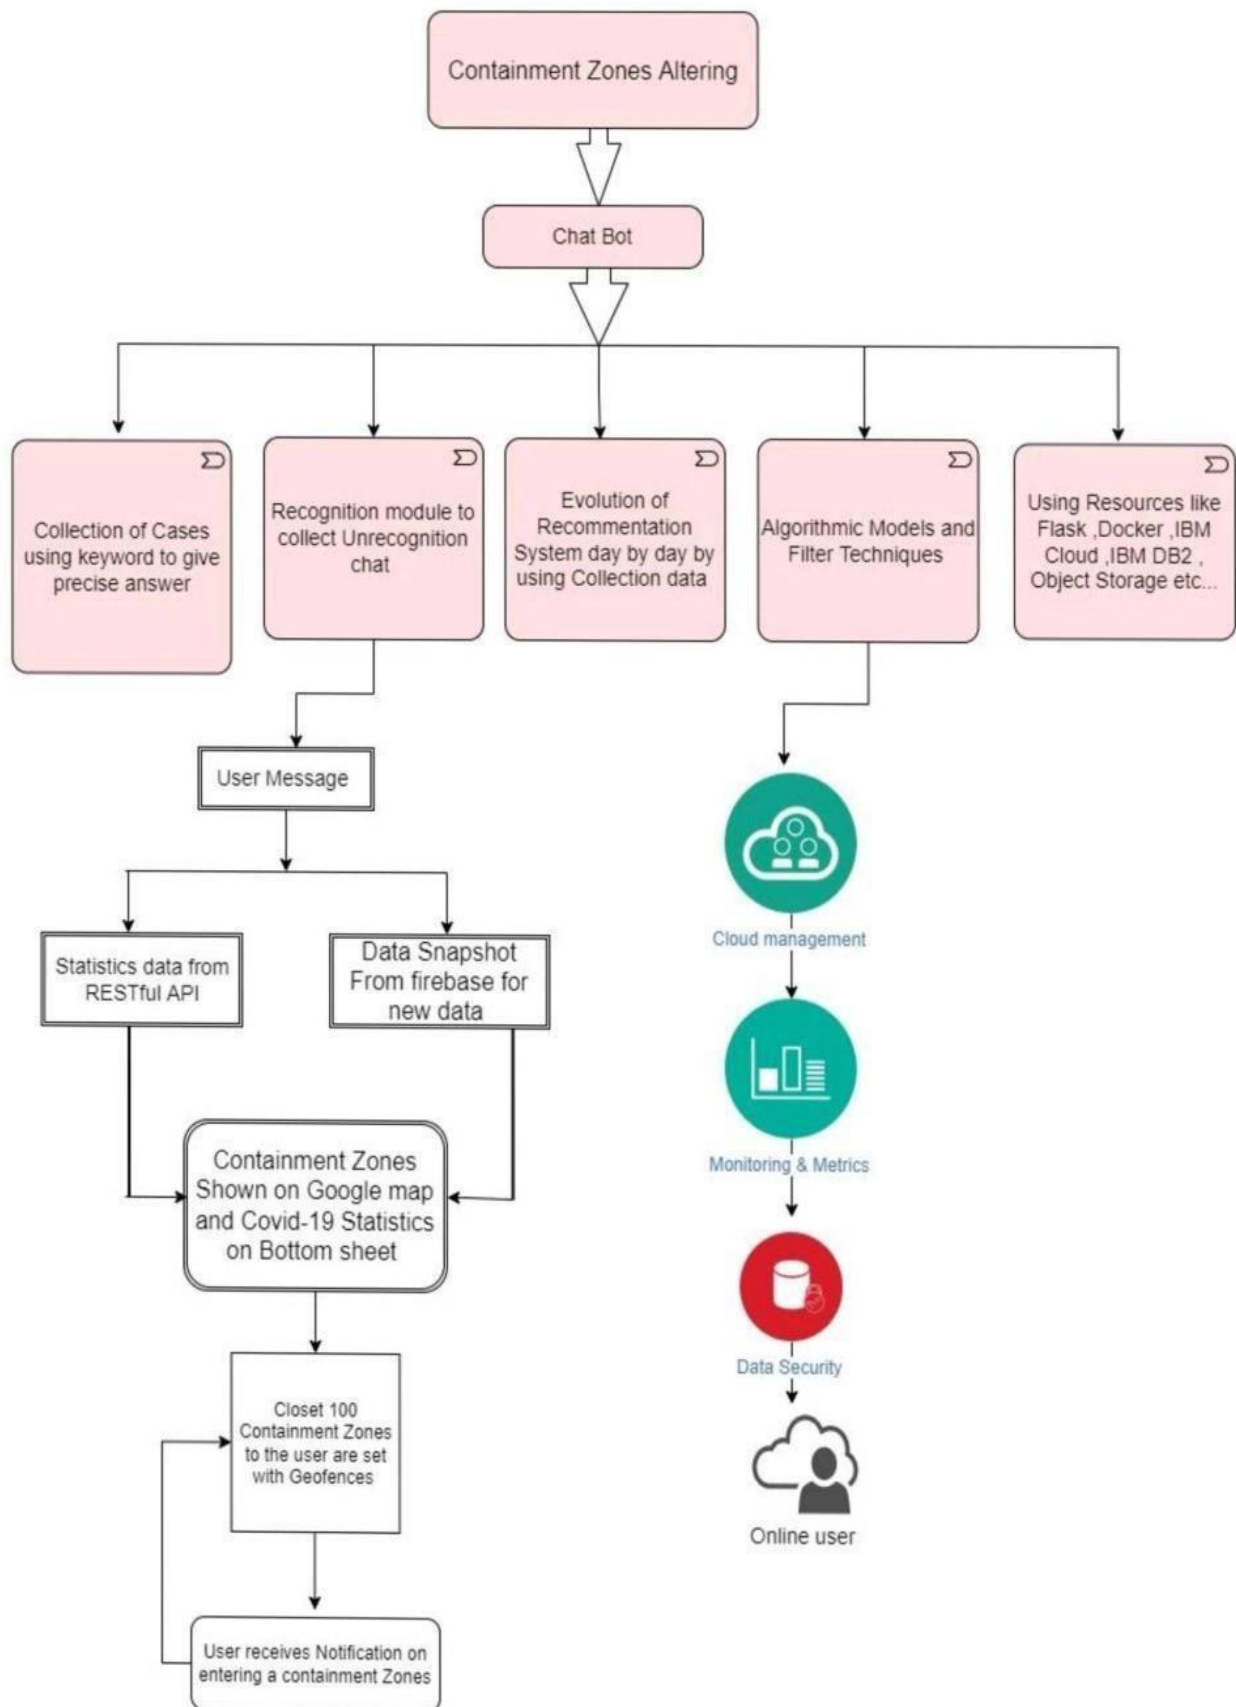 Containment Zones Altering
Chat Bot
Collection of Cases
using keyword to give
precise answer
Recognition module to
collect Unrecognition
chat
Evolution of
Recommentation
System day by day by
using Collection data
Algorithmic Models and
Filter Techniques
Using Resources like
Flask ,Docker ,IBM
Cloud ,IBM DB2 ,
Object Storage etc...
User Message
Statistics data from
RESTful API
Data Snapshot
From firebase for
new data
Containment Zones
Shown on Google map
and Covid-19 Statistics
on Bottom sheet
Closet 100
Containment Zones
to the user are set
with Geofences
User receives Notification on
entering a containment Zones
Cloud management
Monitoring & Metrics
Data Security
Online user